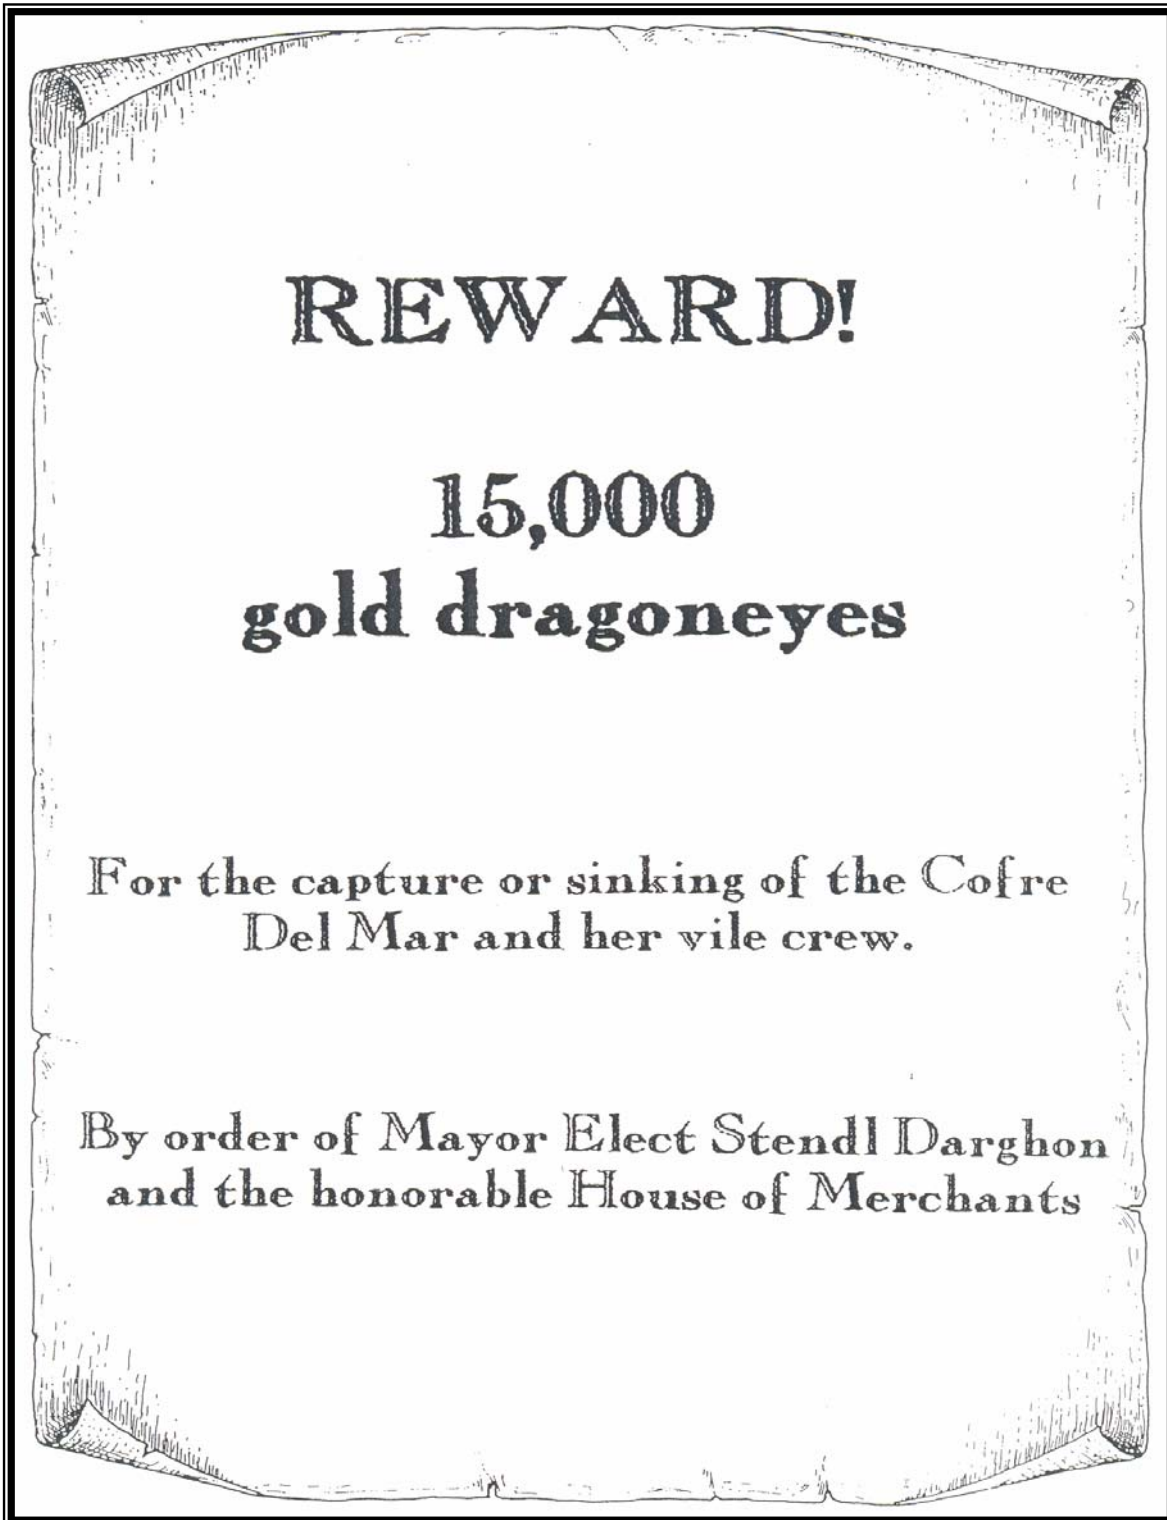 REWARD!
15,000
gold dragoneyes
For the capture or sinking of the Cofre
Del Mar and her vile crew.
By order of Mayor Elect Stendl Darghon
and the honorable House of Merchants